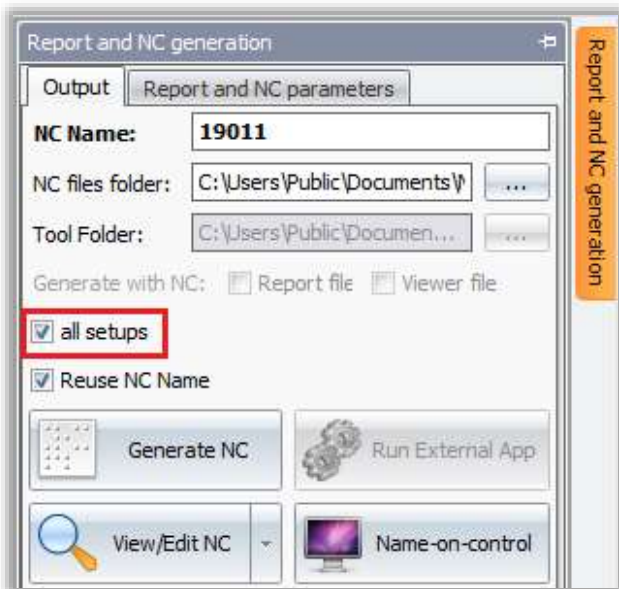 Report and NC generation
Output
Report and NC parameters
NC Name:
19011
NC files folder:
C:\Users\Public\Documents\
...
Tool Folder:
C:\Users\Public\Documen...
...
Generate with NC:
Report file
Viewer file
all setups
Reuse NC Name
Generate NC
Run External App
View/Edit NC
Name-on-control
Report and NC generation